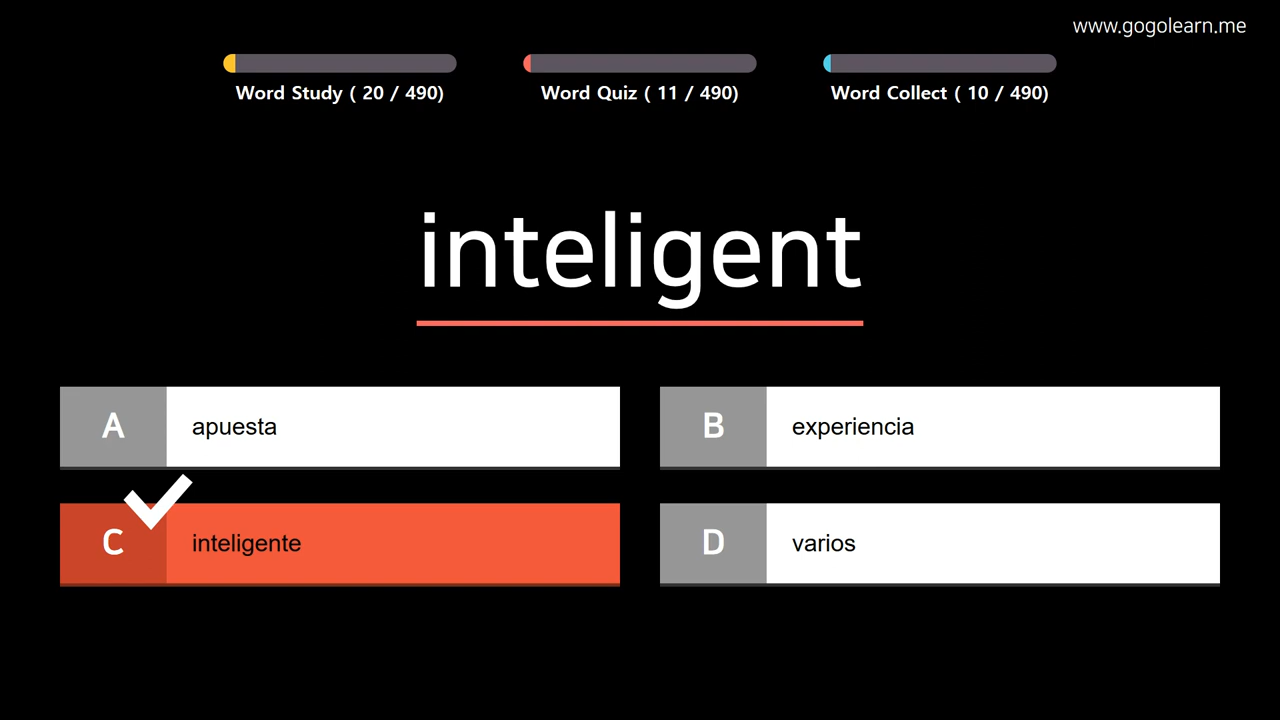 www.gogolearn.me
Word Study ( 20 / 490)
Word Quiz ( 11 / 490)
Word Collect ( 10 / 490)
inteligent
A
apuesta
B
experiencia
C
inteligente
D
varios